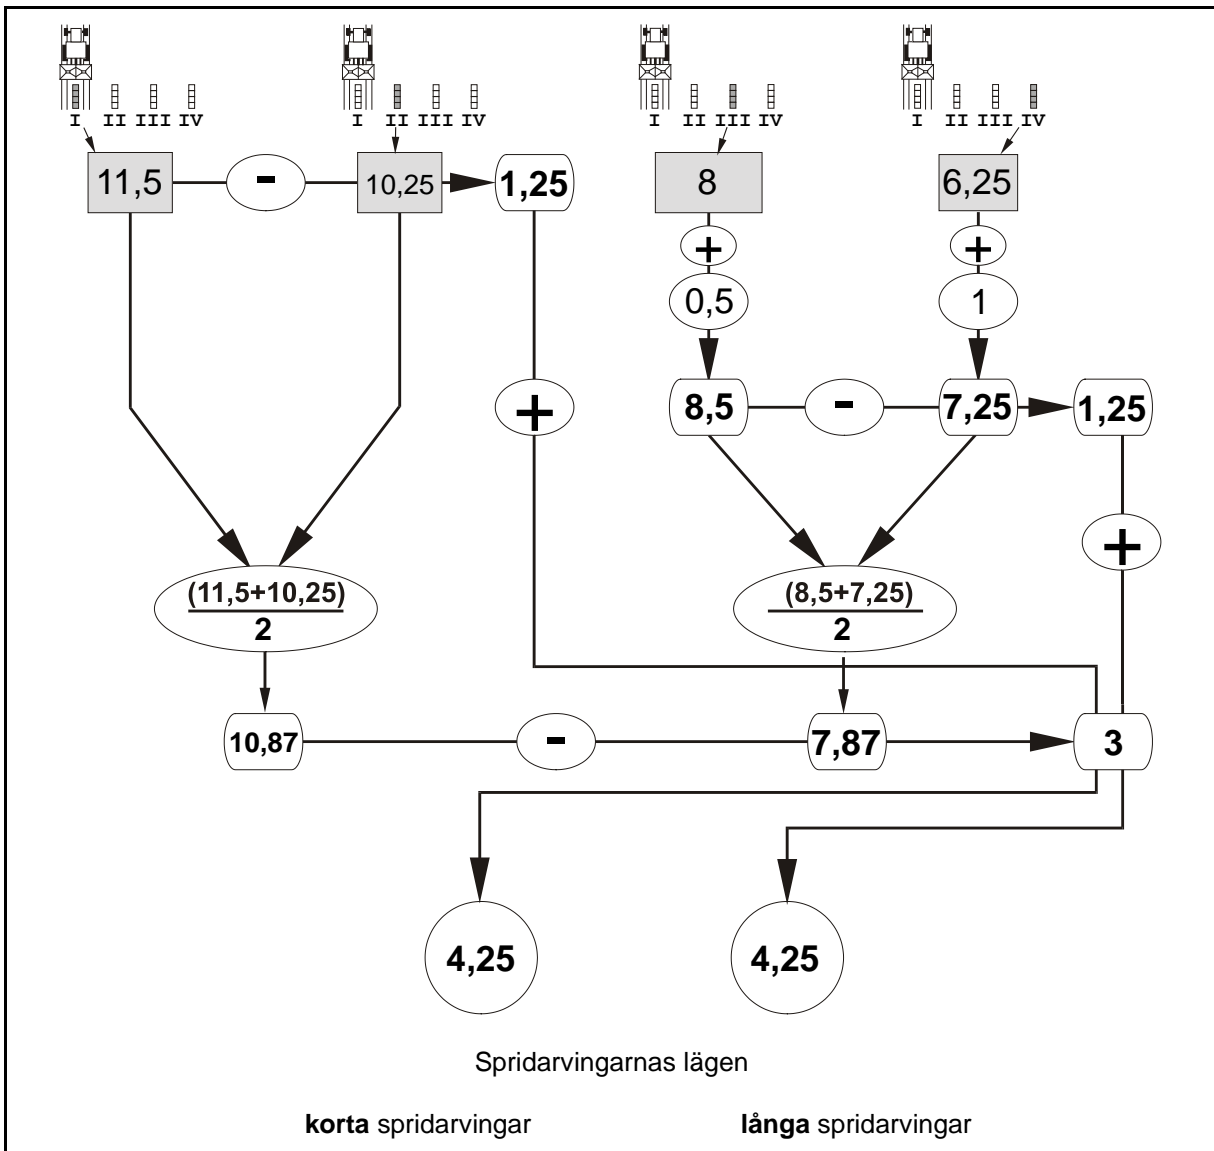 I II III IV
I II III IV
I II III IV
I II III IV
11,5 - 10,25 1,25
8
6,25
+
+
0,5
1
+
8,5 - 7,25 1,25
+
(11,5+10,25)
2
(8,5+7,25)
2
10,87 - 7,87 3
4,25
4,25
Spridarvingarnas lägen
korta spridarvingar
långa spridarvingar